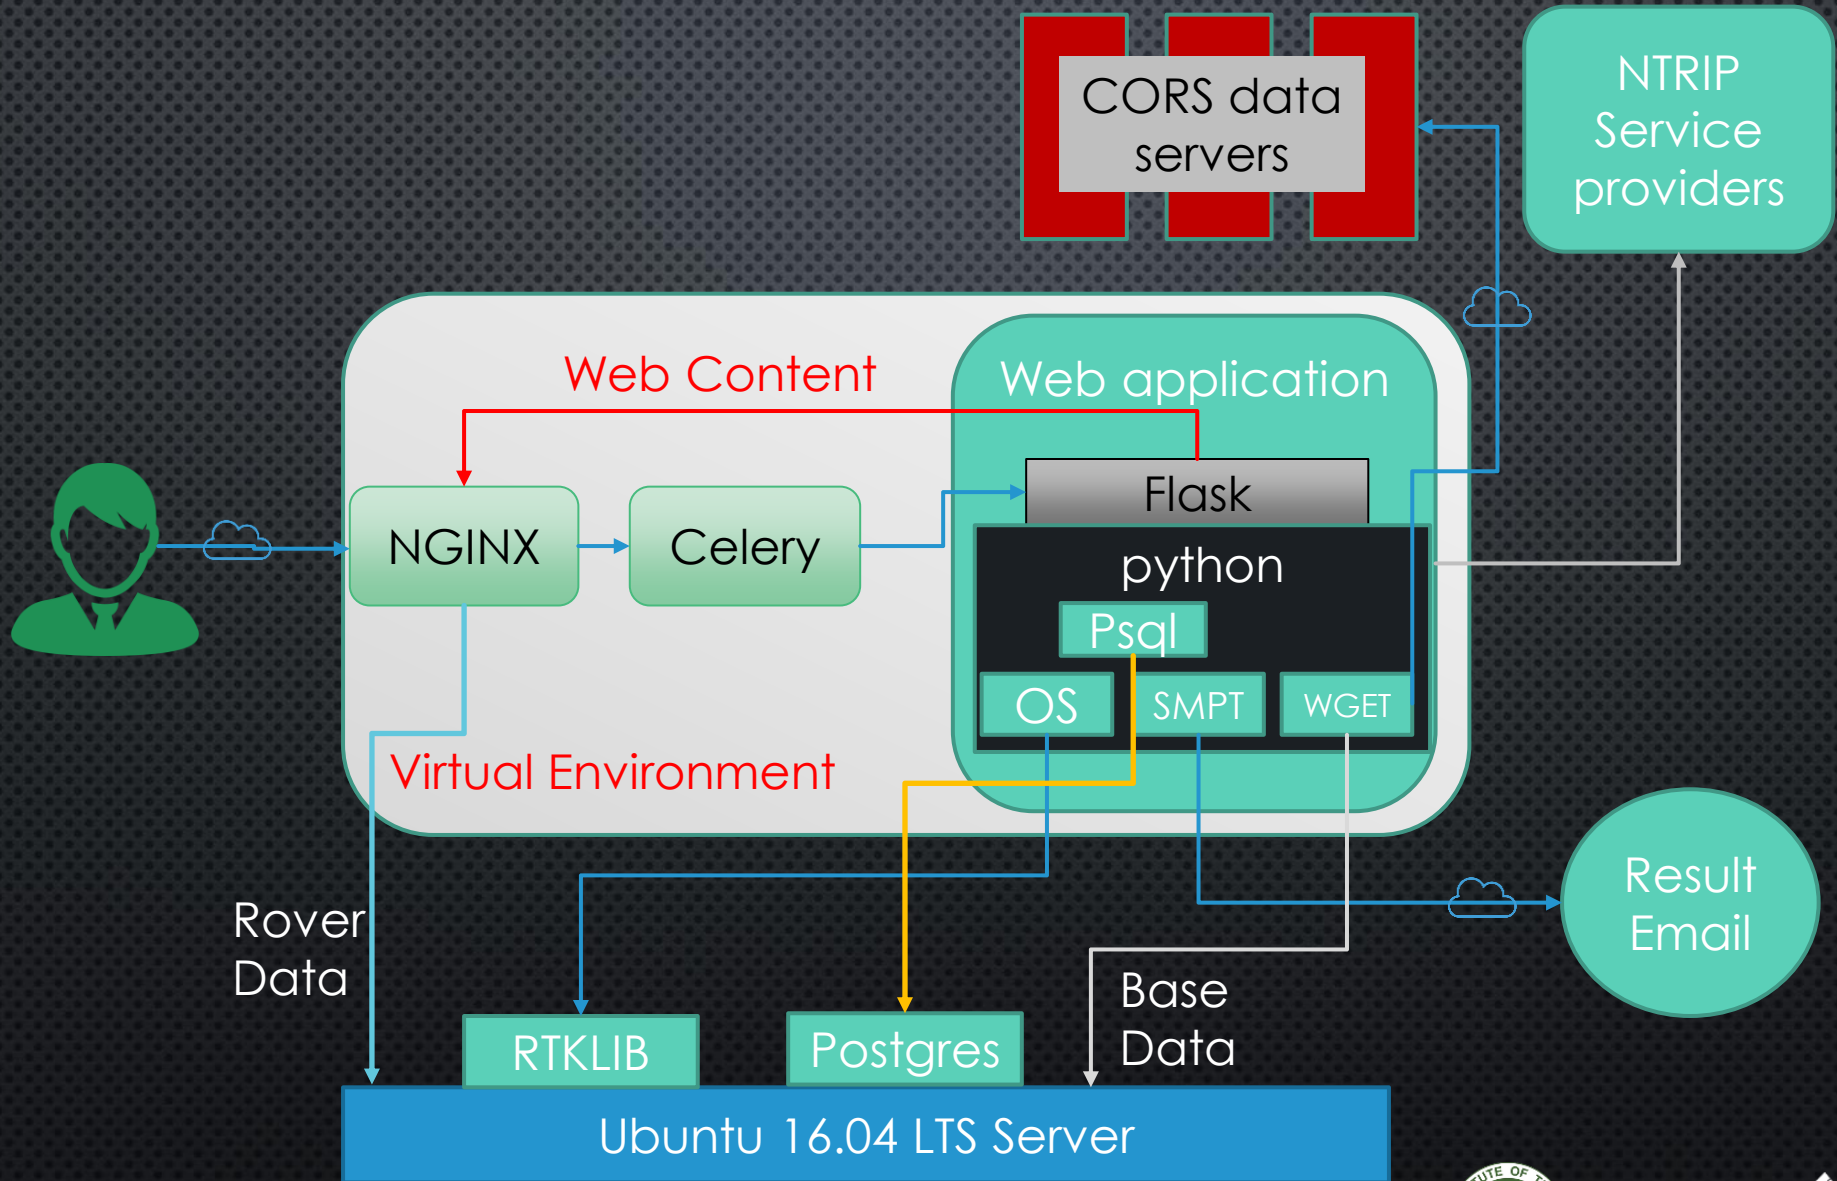 CORS data
servers
NTRIP
Service
providers
Web Content
Web application
NGINX
Celery
Flask
python
Psql
OS
SMPT
WGET
Virtual Environment
Rover
Data
Result
Email
RTKLIB
Postgres
Base
Data
Ubuntu 16.04 LTS Server
OF